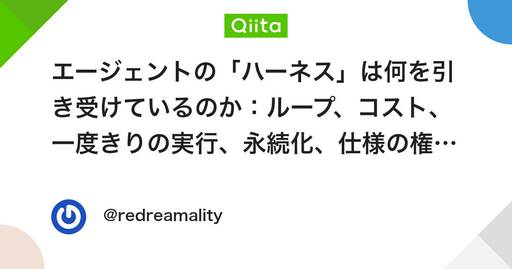 Qiita
エージェントの「ハーネス」は何を引
き受けているのか：ループ、コスト、
一度きりの実行、永続化、仕様の権…
@redreamality